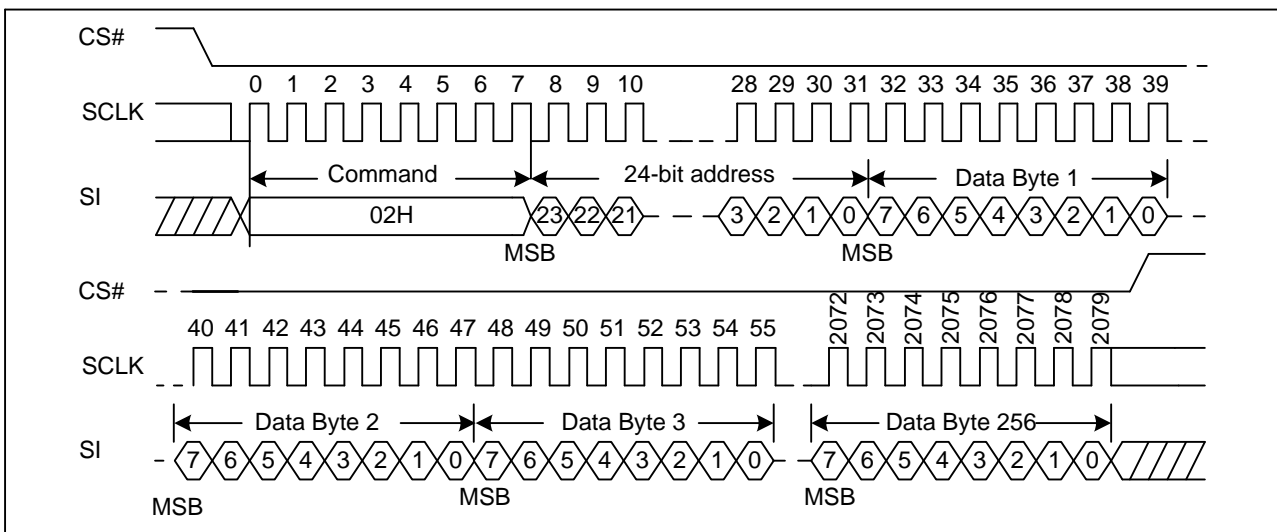 CS#
0 1 2 3 4 5 6 7 8 9 10 28 29 30 31 32 33 34 35 36 37 38 39
SCLK
Command 24-bit address Data Byte 1
SI
02H 23 22 21 3 2 1 0 7 6 5 4 3 2 1 0
MSB MSB
CS#
40 41 42 43 44 45 46 47 48 49 50 51 52 53 54 55 2072 2073 2074 2075 2076 2077 2078 2079
SCLK
Data Byte 2 Data Byte 3 Data Byte 256
SI
7 6 5 4 3 2 1 0 7 6 5 4 3 2 1 0 7 6 5 4 3 2 1 0
MSB MSB MSB